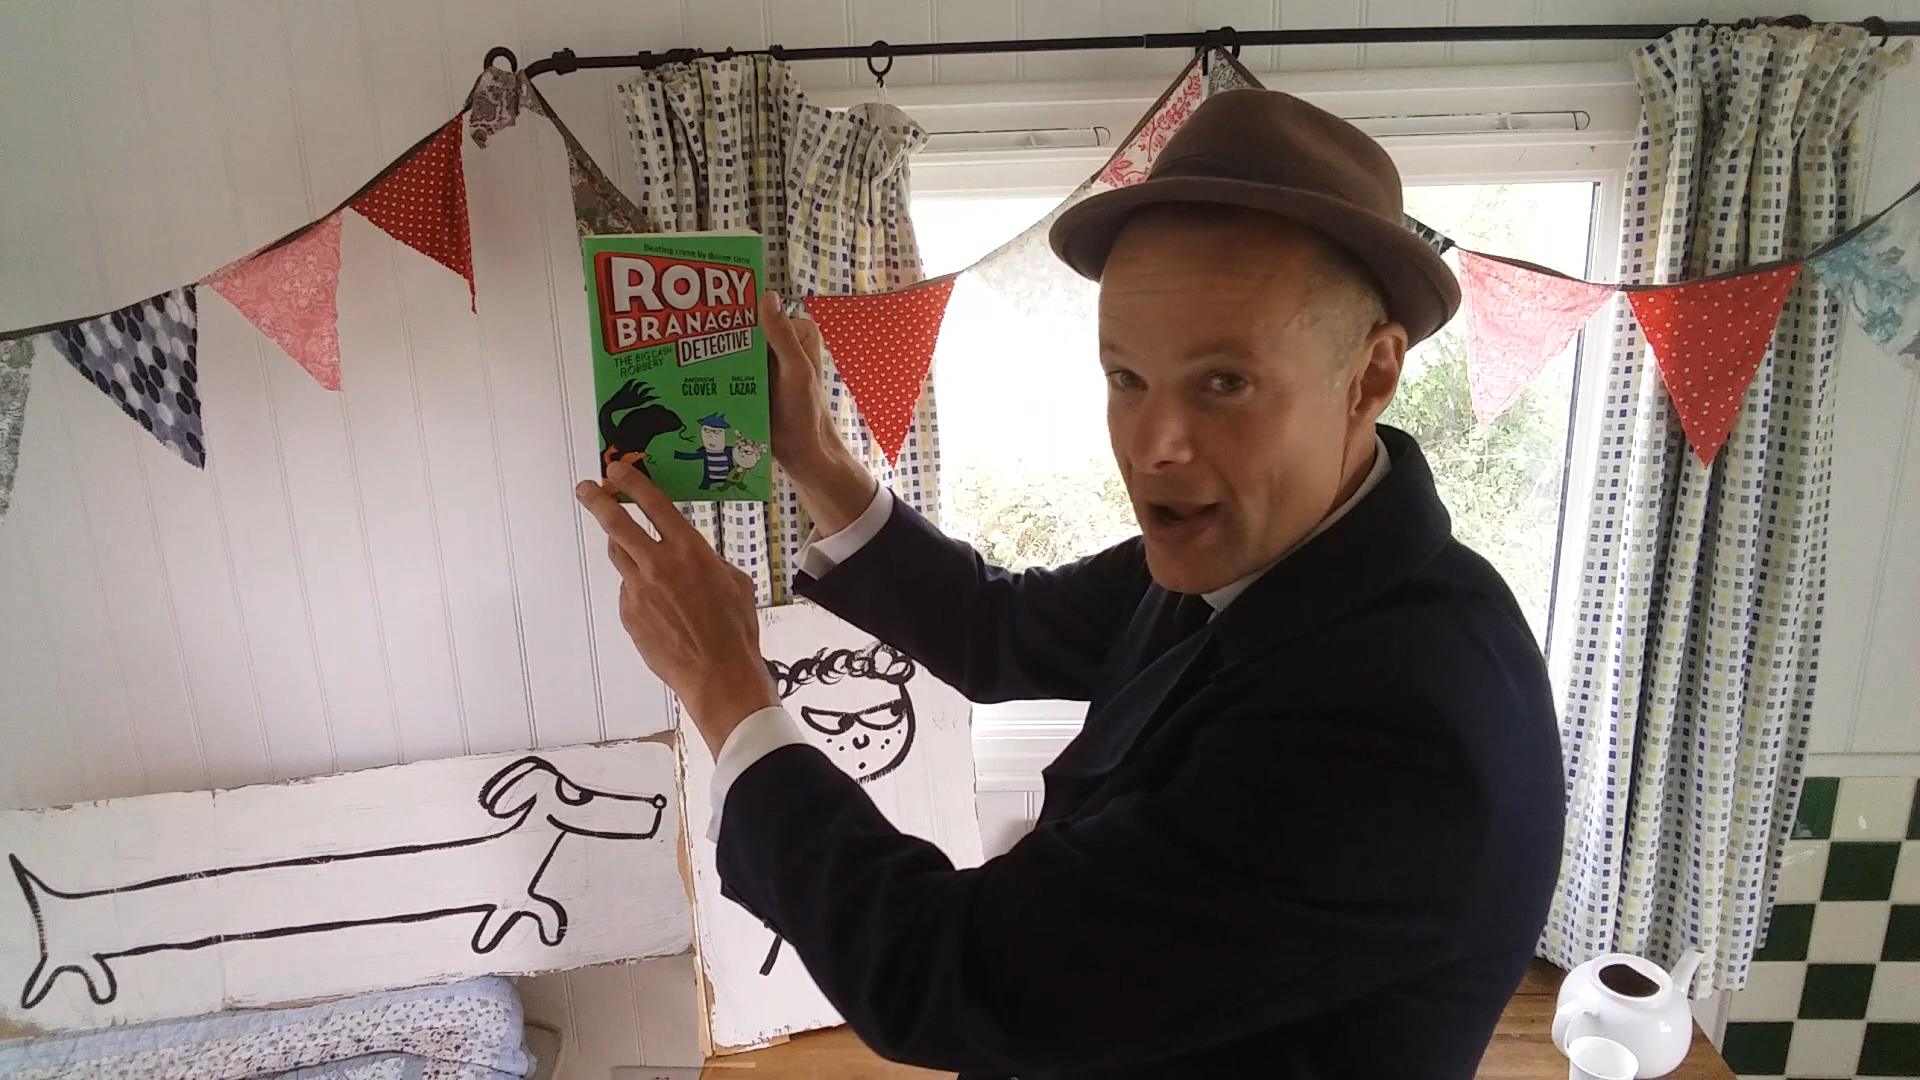 Beating crime by dinner time
RORY
BRANAGAN
DETECTIVE
THE BIG CASH
ROBBERY
ANDREW RALPH
CLOVER LAZAR